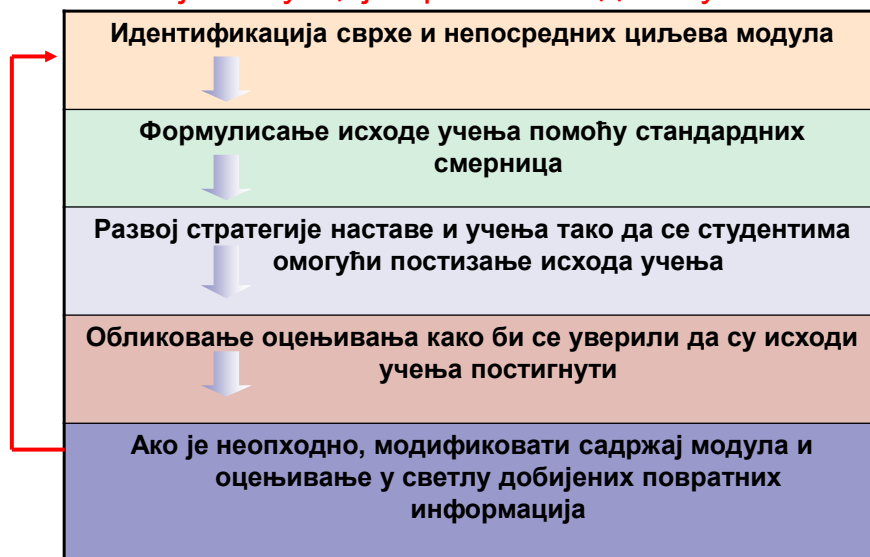 Идентификација сврхе и непосредних циљева модула
Формулисање исходе учења помоћу стандардних
смерница
Развој стратегије наставе и учења тако да се студентима
омогући постизање исхода учења
Обликовање оцењивања како би се уверили да су исходи
учења постигнути
Ако је неопходно, модификовати садржај модула и
оцењивање у светлу добијених повратних
информација